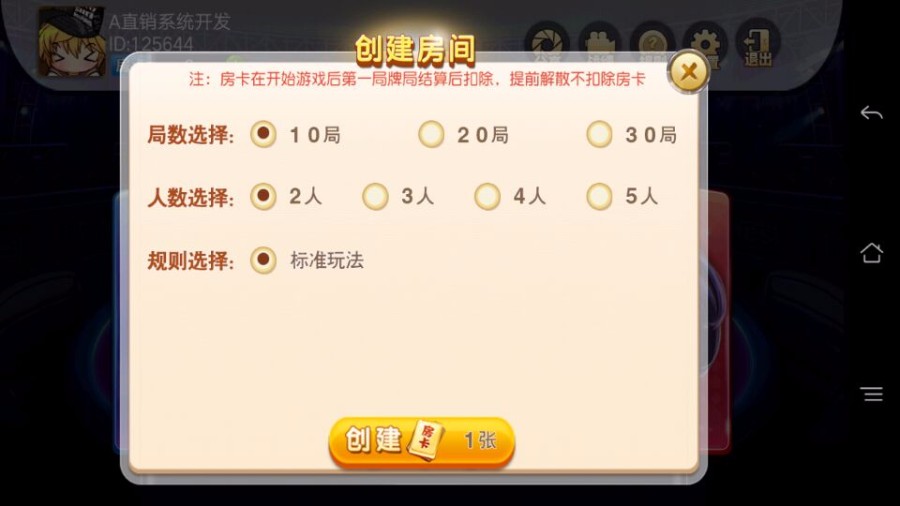 A直销系统开发
ID:125644
退出
创建房间
注：房卡在开始游戏后第一局牌局结算后扣除，提前解散不扣除房卡
局数选择: 10局 20局 30局
人数选择: 2人 3人 4人 5人
规则选择: 标准玩法
创建 房卡 1张